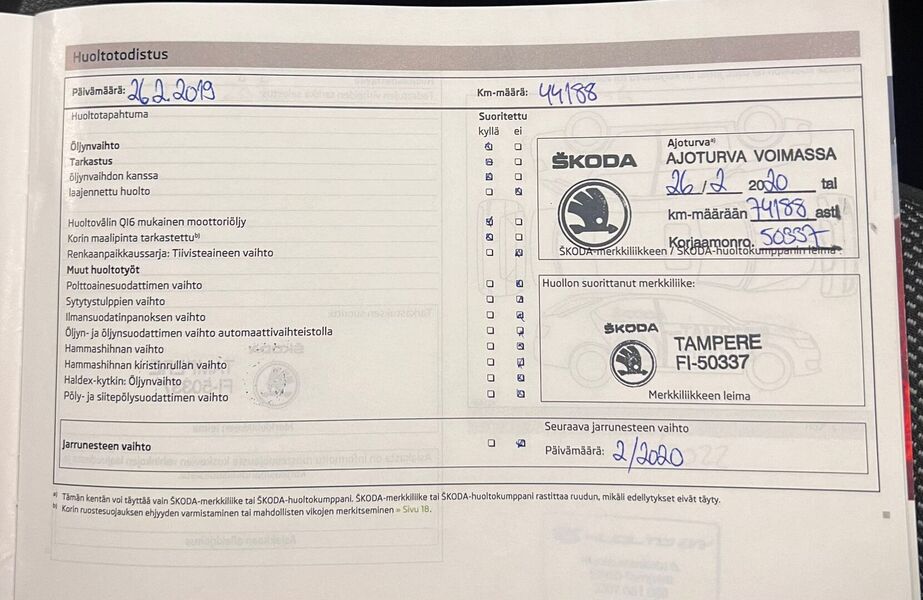 Huoltotodistus
Päivämäärä: 26.2.2019 Km-määrä: 44188
Huoltotapahtuma Suoritettu
kyllä ei
Öljynvaihto
Tarkastus
öljynvaihdon kanssa
laajennettu huolto
Huoltovälin QI6 mukainen moottoriöljy
Korin maalipinta tarkastettu b)
Renkaanpaikkaussarja: Tiivisteaineen vaihto
Muut huoltotyöt
Polttoainesuodattimen vaihto
Sytytystulppien vaihto
Ilmansuodatinpanoksen vaihto
Öljyn- ja öljynsuodattimen vaihto automaattivaihteistolla
Hammashihnan vaihto
Hammashihnan kiristinrullan vaihto
Haldex-kytkin: Öljynvaihto
Pöly- ja siitepölysuodattimen vaihto
Ajoturva a)
ŠKODA AJOTURVA VOIMASSA
26 / 2 2020 tai
km-määrään 74188 asti
Korjaamonro. 50337
ŠKODA-merkkiliikkeen / ŠKODA-huoltokumppanin leima
Huollon suorittanut merkkiliike:
ŠKODA TAMPERE
FI-50337
Merkkiliikkeen leima
Jarrunesteen vaihto
Seuraava jarrunesteen vaihto
Päivämäärä: 2/2020
a) Tämän kentän voi täyttää vain ŠKODA-merkkiliike tai ŠKODA-huoltokumppani. ŠKODA-merkkiliike tai ŠKODA-huoltokumppani rastittaa ruudun, mikäli edellytykset eivät täyty.
b) Korin ruostesuojauksen ehjyyden varmistaminen tai mahdollisten vikojen merkitseminen » Sivu 18.